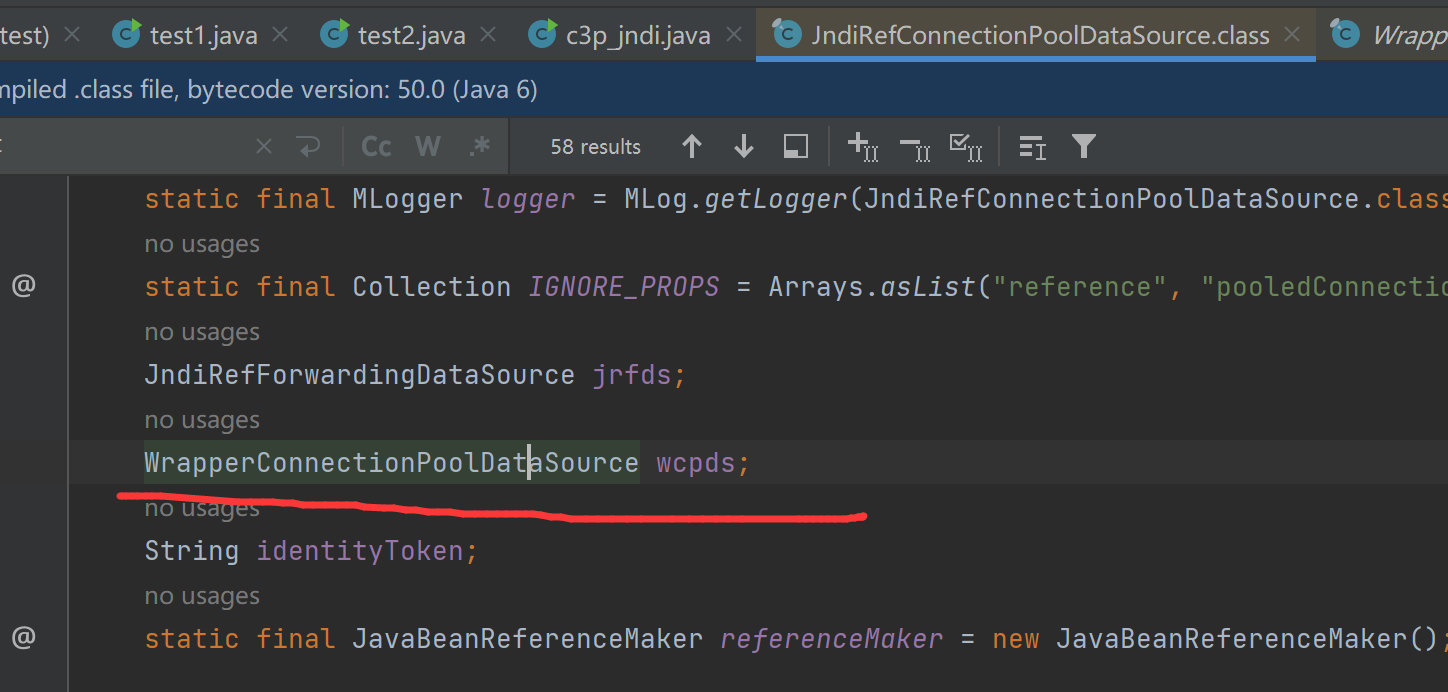 test) test1.java test2.java c3p_jndi.java JndiRefConnectionPoolDataSource.class Wrapp
mpiled .class file, bytecode version: 50.0 (Java 6)
Cc W .* 58 results
static final MLogger logger = MLog.getLogger(JndiRefConnectionPoolDataSource.class
no usages
@ static final Collection IGNORE_PROPS = Arrays.asList("reference", "pooledConnectio
no usages
JndiRefForwardingDataSource jrfds;
no usages
WrapperConnectionPoolDataSource wcpds;
no usages
String identityToken;
no usages
@ static final JavaBeanReferenceMaker referenceMaker = new JavaBeanReferenceMaker();